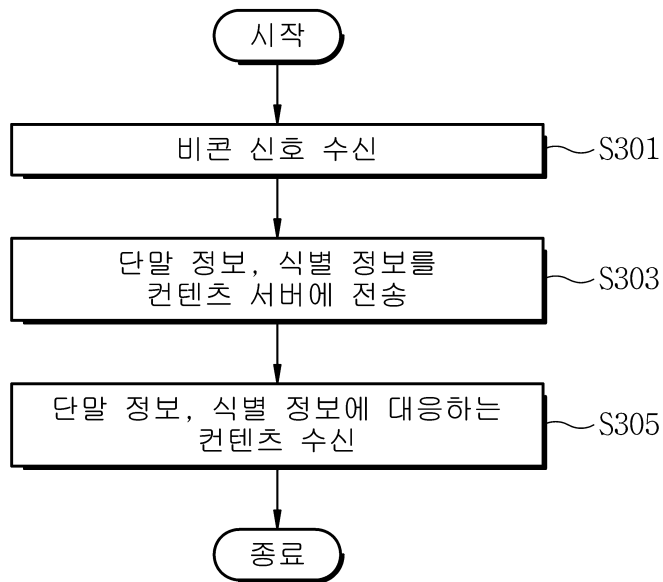 시작
비콘 신호 수신
S301
단말 정보, 식별 정보를
컨텐츠 서버에 전송
S303
단말 정보, 식별 정보에 대응하는
컨텐츠 수신
S305
종료